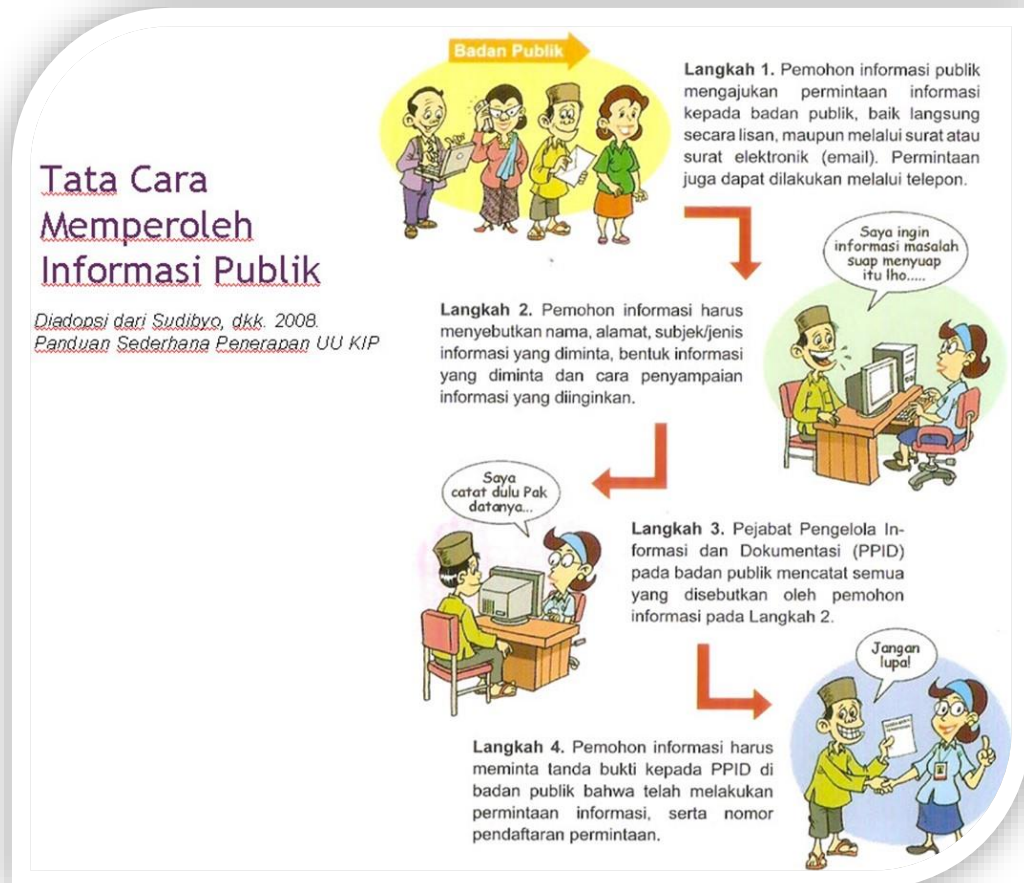 Tata Cara
Memperoleh
Informasi Publik
Diadopsi dari Sudibyo, dkk. 2008.
Panduan Sederhana Penerapan UU KIP
Badan Publik
Langkah 1. Pemohon informasi publik
mengajukan permintaan informasi
kepada badan publik, baik langsung
secara lisan, maupun melalui surat atau
surat elektronik (email). Permintaan
juga dapat dilakukan melalui telepon.
Saya ingin
informasi masalah
suap menyuap
itu lho.....
Langkah 2. Pemohon informasi harus
menyebutkan nama, alamat, subjek/jenis
informasi yang diminta, bentuk informasi
yang diminta dan cara penyampaian
informasi yang diinginkan.
Saya
catat dulu Pak
datanya...
Langkah 3. Pejabat Pengelola In-
formasi dan Dokumentasi (PPID)
pada badan publik mencatat semua
yang disebutkan oleh pemohon
informasi pada Langkah 2.
Jangan
lupa!
Langkah 4. Pemohon informasi harus
meminta tanda bukti kepada PPID di
badan publik bahwa telah melakukan
permintaan informasi, serta nomor
pendaftaran permintaan.